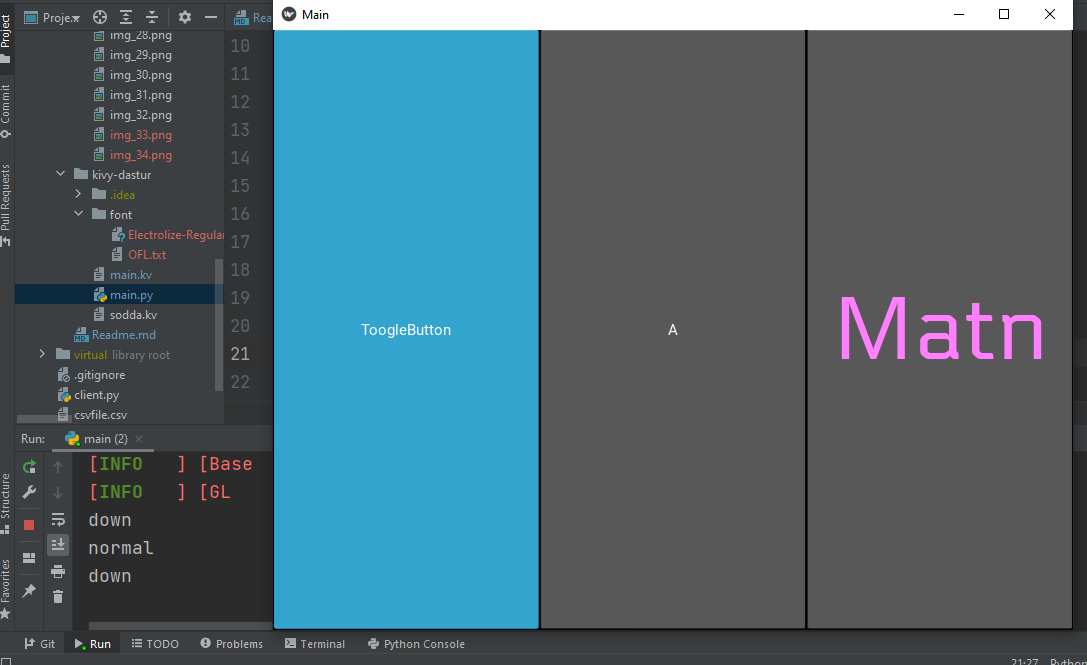 Project
Proje
Rea
Main
img_28.png
img_29.png
img_30.png
img_31.png
img_32.png
img_33.png
img_34.png
kivy-dastur
.idea
font
Electrolize-Regular
OFL.txt
main.kv
main.py
sodda.kv
MD Readme.md
virtual library root
.gitignore
client.py
csvfile.csv
Commit
Pull Requests
10
11
12
13
14
15
16
17
18
19
20
21
22
ToogleButton
A
Matn
Run:
main (2)
[INFO ] [Base
[INFO ] [GL
down
normal
down
Structure
Favorites
Git
Run
TODO
Problems
Terminal
Python Console
21:27
Python